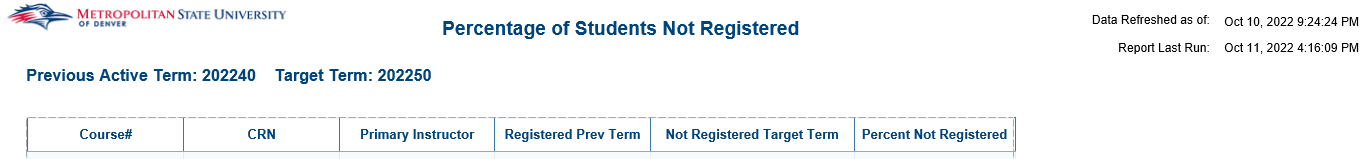 METROPOLITAN STATE UNIVERSITY
OF DENVER
Percentage of Students Not Registered
Data Refreshed as of: Oct 10, 2022 9:24:24 PM
Report Last Run: Oct 11, 2022 4:16:09 PM
Previous Active Term: 202240 Target Term: 202250
Course# CRN Primary Instructor Registered Prev Term Not Registered Target Term Percent Not Registered